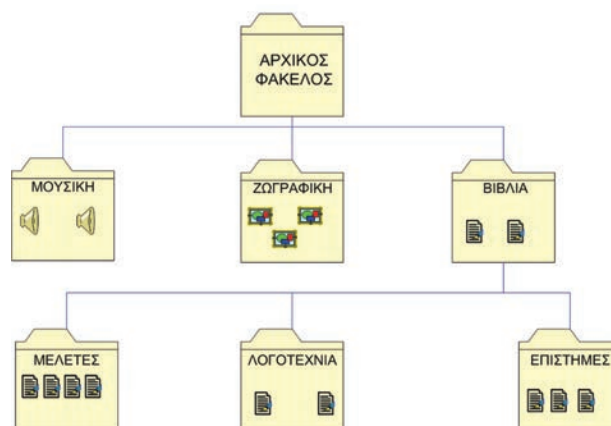 ΑΡΧΙΚΟΣ
ΦΑΚΕΛΟΣ
ΜΟΥΣΙΚΗ
ΖΩΓΡΑΦΙΚΗ
ΒΙΒΛΙΑ
ΜΕΛΕΤΕΣ
ΛΟΓΟΤΕΧΝΙΑ
ΕΠΙΣΤΗΜΕΣ